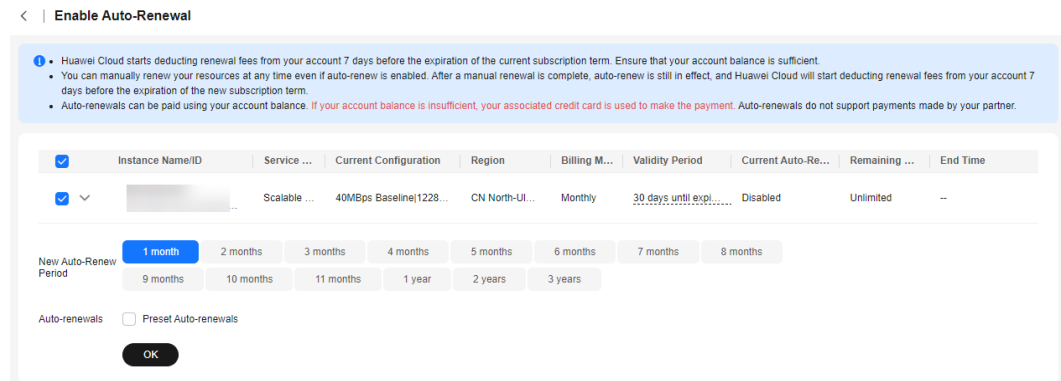 Enable Auto-Renewal
Huawei Cloud starts deducting renewal fees from your account 7 days before the expiration of the current subscription term. Ensure that your account balance is sufficient.
You can manually renew your resources at any time even if auto-renew is enabled. After a manual renewal is complete, auto-renew is still in effect, and Huawei Cloud will start deducting renewal fees from your account 7
days before the expiration of the new subscription term.
Auto-renewals can be paid using your account balance. If your account balance is insufficient, your associated credit card is used to make the payment. Auto-renewals do not support payments made by your partner.
Instance Name/ID Service ... Current Configuration Region Billing M... Validity Period Current Auto-Re... Remaining ... End Time
... Scalable ... 40MBps Baseline|1228... CN North-Ul... Monthly 30 days until expi... Disabled Unlimited --
New Auto-Renew
Period
1 month 2 months 3 months 4 months 5 months 6 months 7 months 8 months
9 months 10 months 11 months 1 year 2 years 3 years
Auto-renewals Preset Auto-renewals
OK